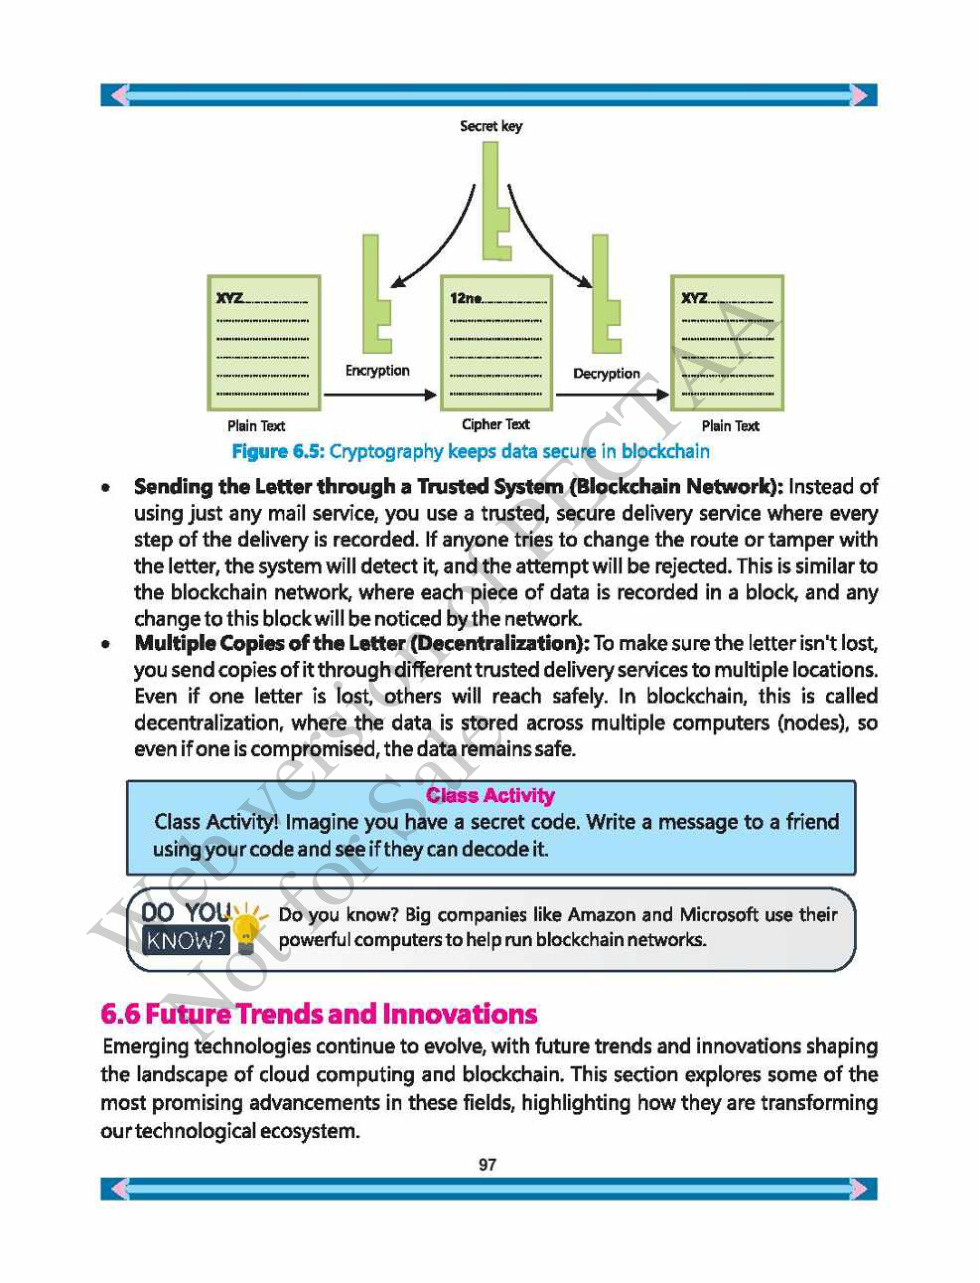 Secret key
XYZ
12ne
XYZ
Encryption
Decryption
Plain Text
Cipher Text
Plain Text
Figure 6.5: Cryptography keeps data secure in blockchain
• Sending the Letter through a Trusted System (Blockchain Network): Instead of
using just any mail service, you use a trusted, secure delivery service where every
step of the delivery is recorded. If anyone tries to change the route or tamper with
the letter, the system will detect it, and the attempt will be rejected. This is similar to
the blockchain network, where each piece of data is recorded in a block, and any
change to this block will be noticed by the network.
• Multiple Copies of the Letter (Decentralization): To make sure the letter isn't lost,
you send copies of it through different trusted delivery services to multiple locations.
Even if one letter is lost, others will reach safely. In blockchain, this is called
decentralization, where the data is stored across multiple computers (nodes), so
even if one is compromised, the data remains safe.
Class Activity
Class Activity! Imagine you have a secret code. Write a message to a friend
using your code and see if they can decode it.
DO YOU
KNOW?
Do you know? Big companies like Amazon and Microsoft use their
powerful computers to help run blockchain networks.
6.6 Future Trends and Innovations
Emerging technologies continue to evolve, with future trends and innovations shaping
the landscape of cloud computing and blockchain. This section explores some of the
most promising advancements in these fields, highlighting how they are transforming
our technological ecosystem.
97
Web version of PECTAA
Not for Sale